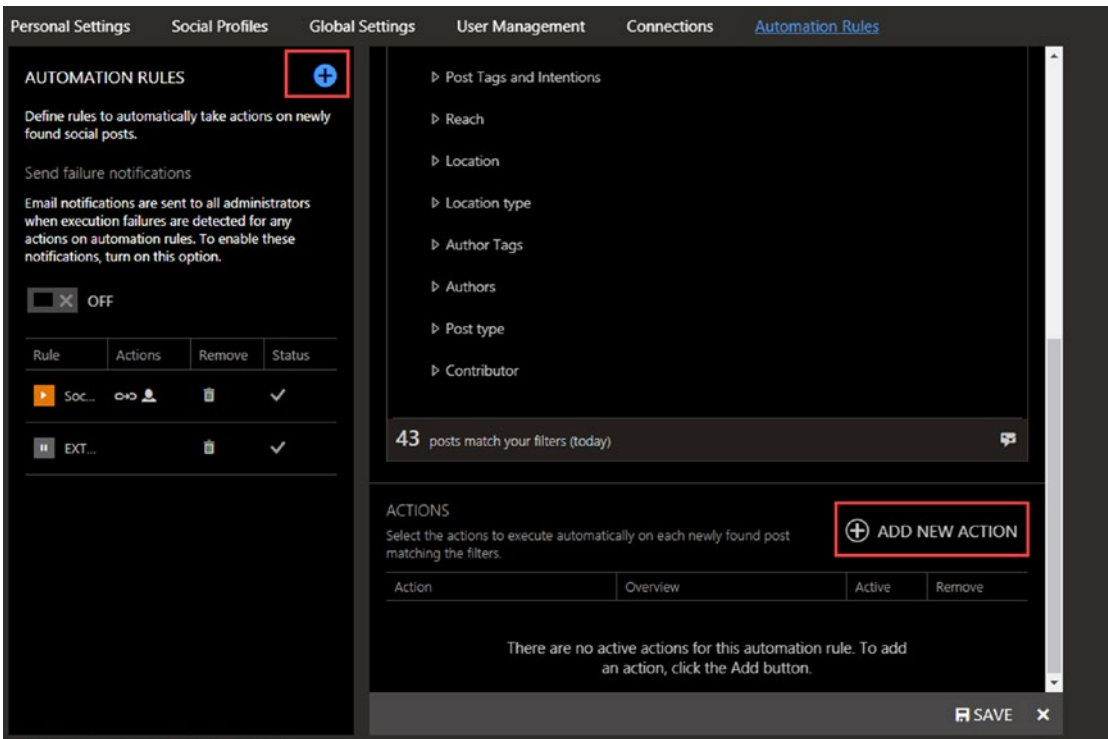 Personal Settings Social Profiles Global Settings User Management Connections Automation Rules
AUTOMATION RULES
Define rules to automatically take actions on newly
found social posts.
Send failure notifications
Email notifications are sent to all administrators
when execution failures are detected for any
actions on automation rules. To enable these
notifications, turn on this option.
OFF
Rule Actions Remove Status
Soc...
EXT...
Post Tags and Intentions
Reach
Location
Location type
Author Tags
Authors
Post type
Contributor
43 posts match your filters (today)
ACTIONS
Select the actions to execute automatically on each newly found post
matching the filters.
ADD NEW ACTION
Action Overview Active Remove
There are no active actions for this automation rule. To add
an action, click the Add button.
SAVE